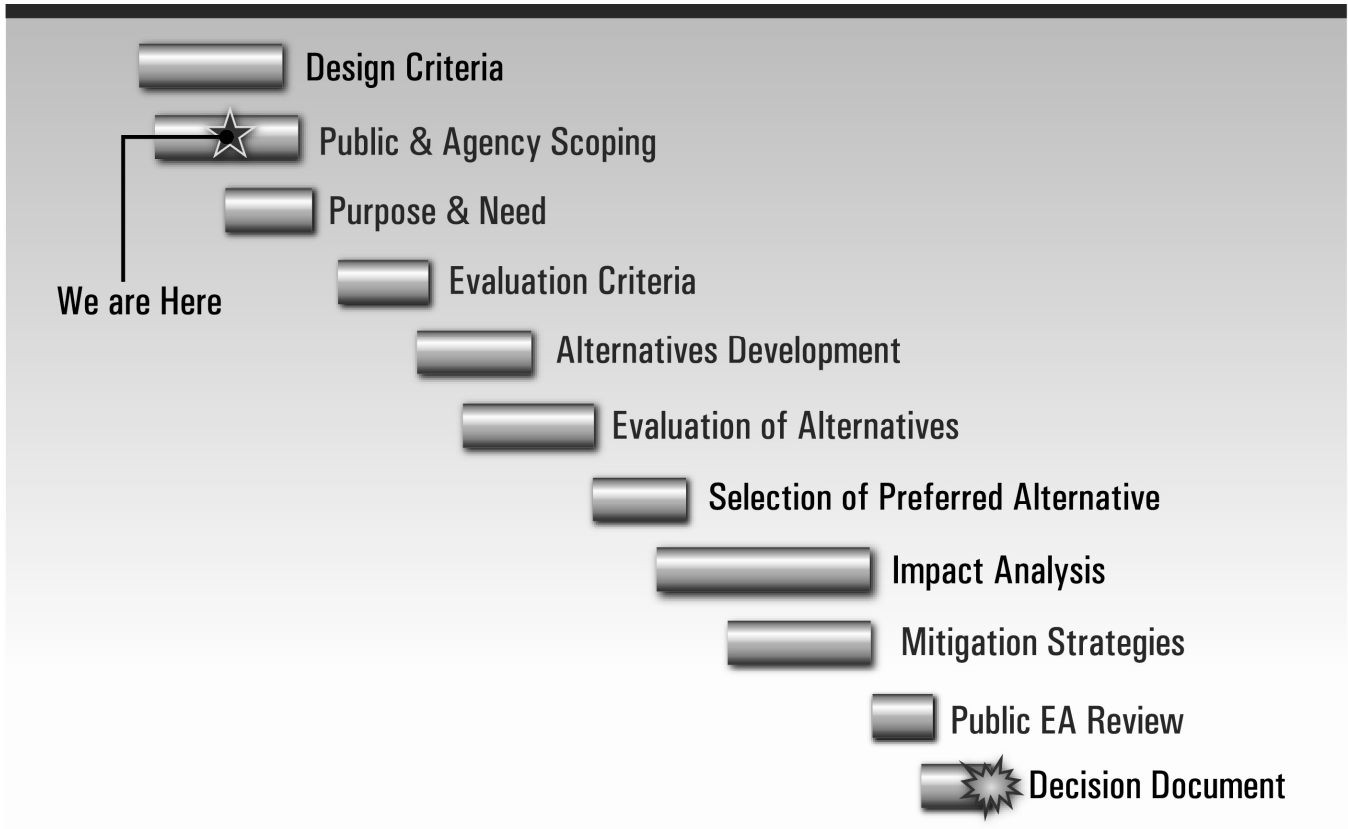 Design Criteria
Public & Agency Scoping
Purpose & Need
Evaluation Criteria
We are Here
Alternatives Development
Evaluation of Alternatives
Selection of Preferred Alternative
Impact Analysis
Mitigation Strategies
Public EA Review
Decision Document